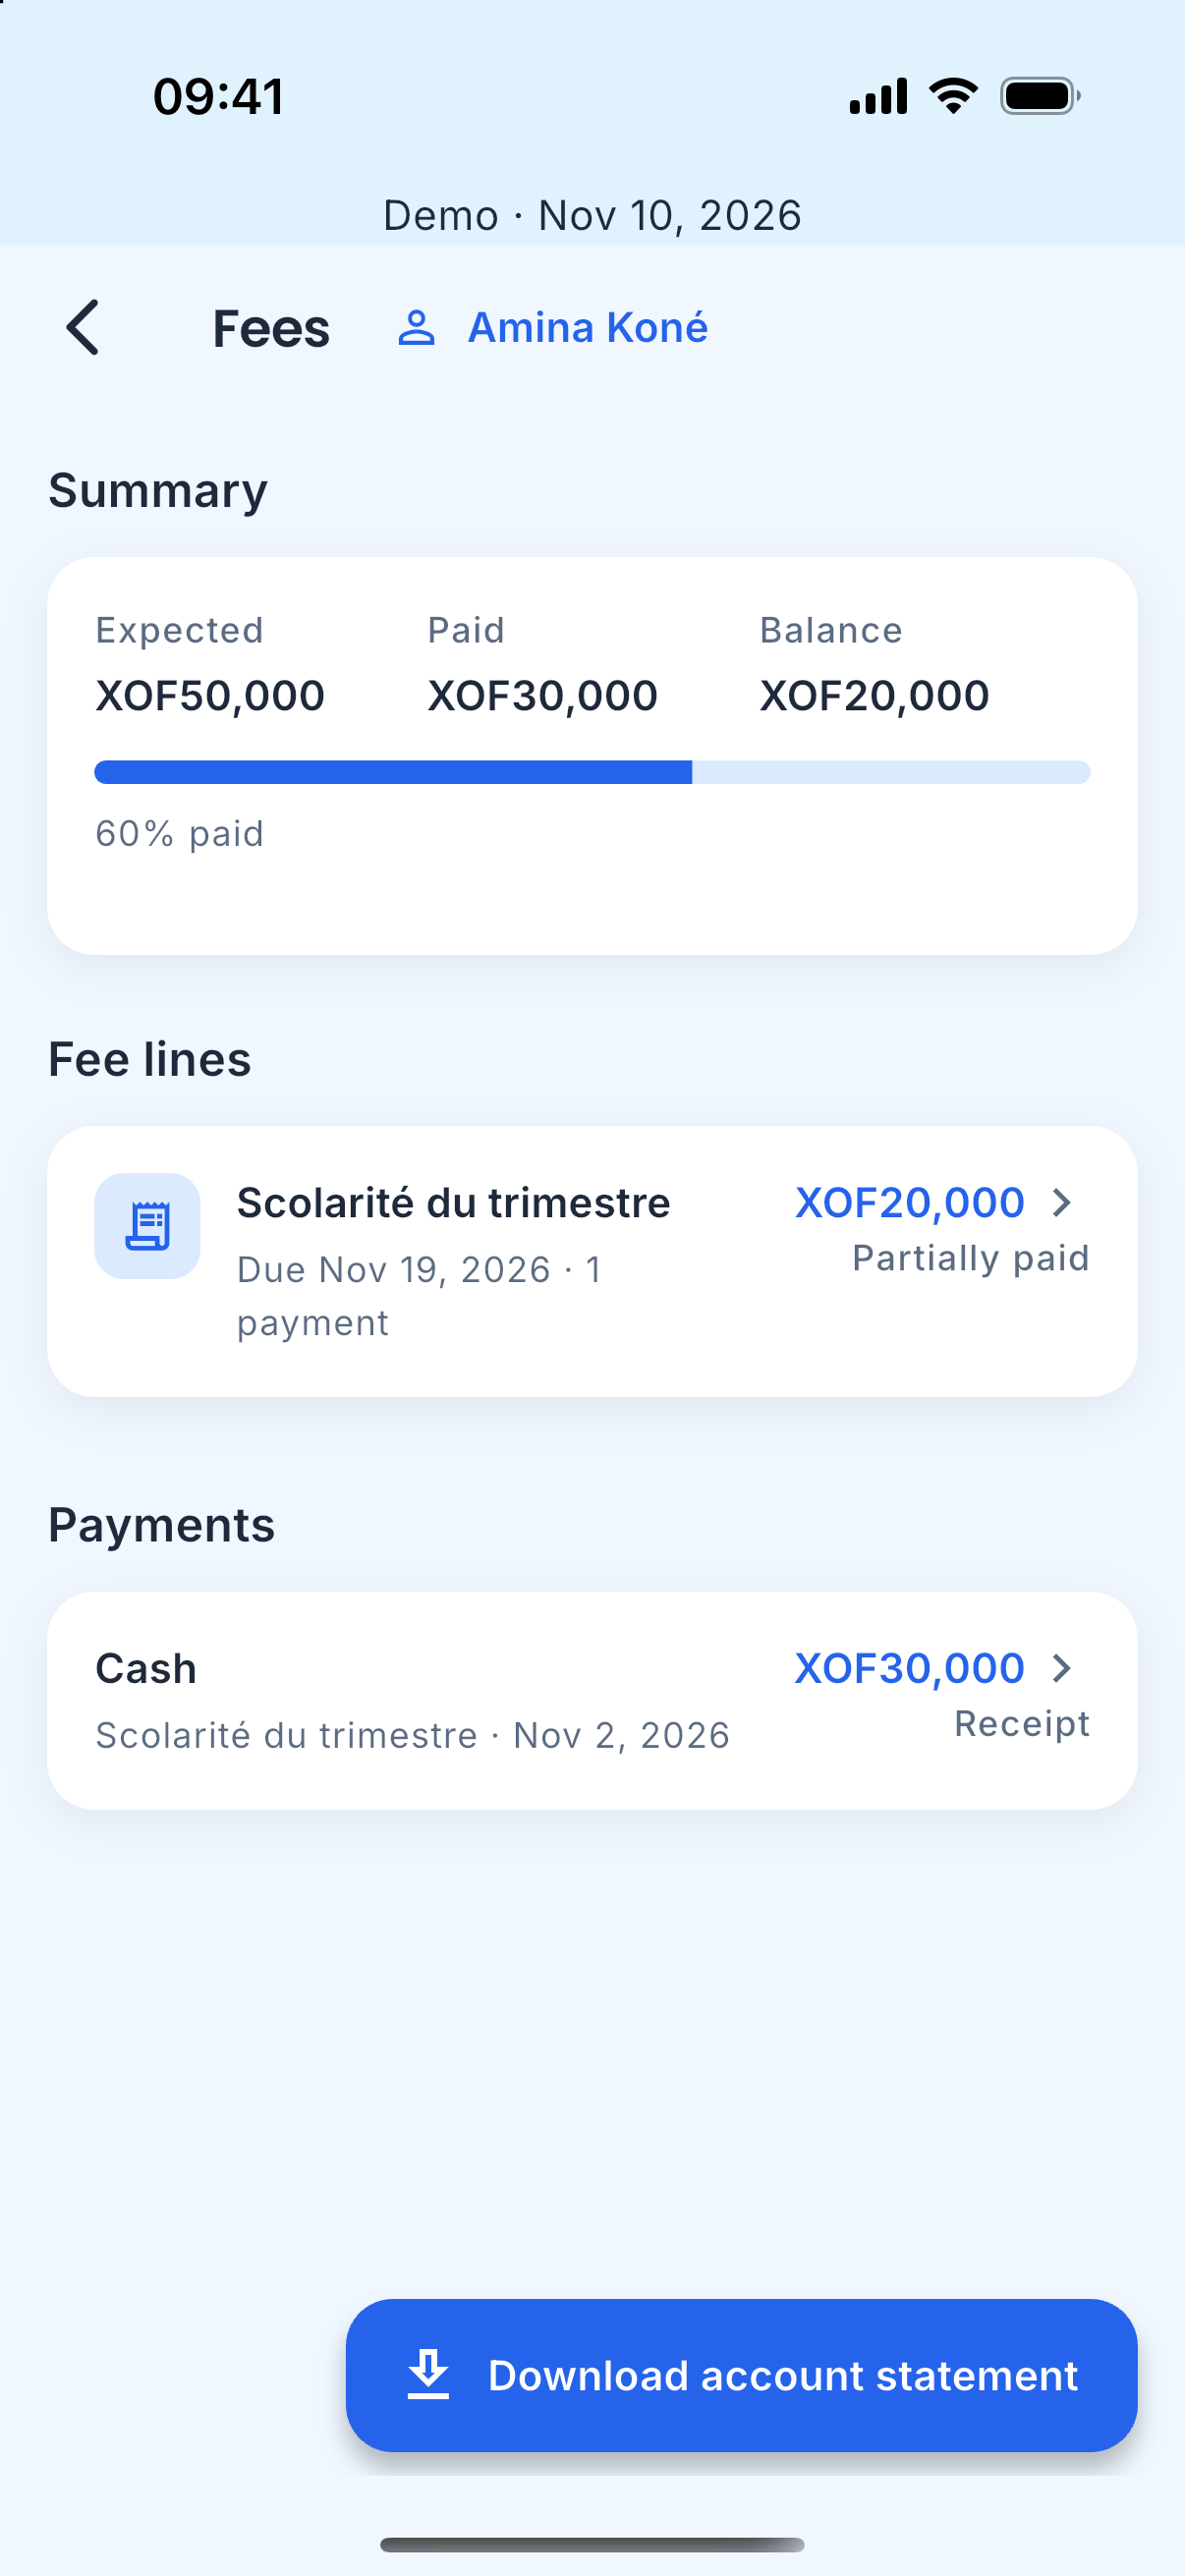 09:41
Demo · Nov 10, 2026
Fees
Amina Koné
Summary
Expected
Paid
Balance
XOF50,000
XOF30,000
XOF20,000
60% paid
Fee lines
Scolarité du trimestre
XOF20,000
Due Nov 19, 2026 · 1
payment
Partially paid
Payments
Cash
XOF30,000
Scolarité du trimestre · Nov 2, 2026
Receipt
Download account statement